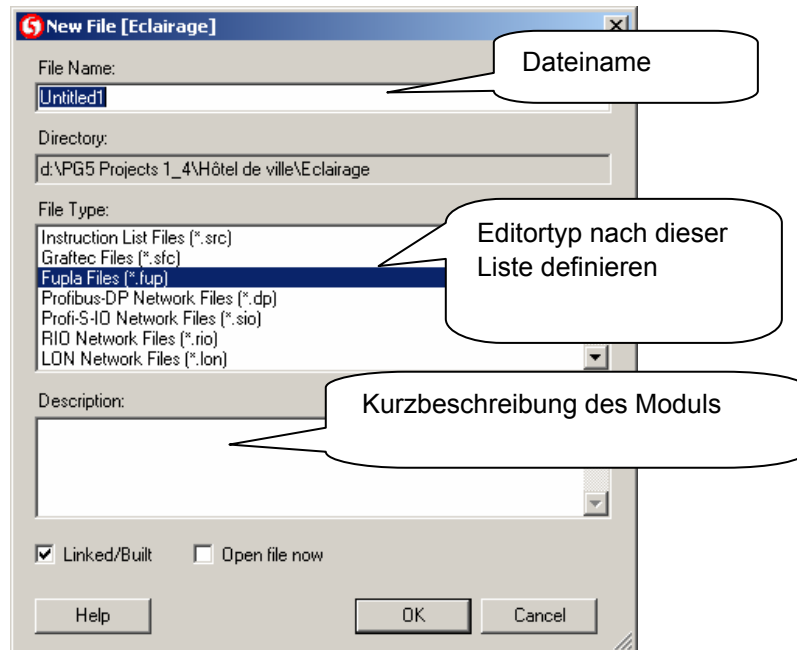 New File [Eclairage]
File Name:
Dateiname
Untitled1
Directory:
d:\PG5 Projects 1_4\Hôtel de ville\Eclairage
File Type:
Instruction List Files (*.src)
Graftec Files (*.sfc)
Fupla Files (*.fup)
Profibus-DP Network Files (*.dp)
Profi-S-IO Network Files (*.sio)
RIO Network Files (*.rio)
LON Network Files (*.lon)
Editortyp nach dieser
Liste definieren
Description:
Kurzbeschreibung des Moduls
Linked/Built
Open file now
Help
OK
Cancel